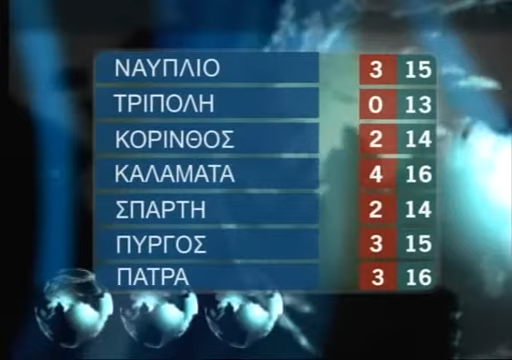 ΝΑΥΠΛΙΟ 3 15
ΤΡΙΠΟΛΗ 0 13
ΚΟΡΙΝΘΟΣ 2 14
ΚΑΛΑΜΑΤΑ 4 16
ΣΠΑΡΤΗ 2 14
ΠΥΡΓΟΣ 3 15
ΠΑΤΡΑ 3 16